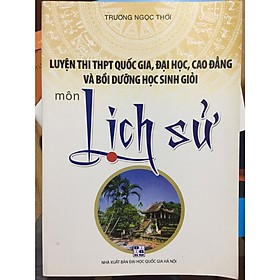 TRƯƠNG NGỌC THƠI
LUYỆN THI THPT QUỐC GIA, ĐẠI HỌC, CAO ĐẲNG
VÀ BỒI DƯỠNG HỌC SINH GIỎI
môn
Lịch sử
NHÀ XUẤT BẢN ĐẠI HỌC QUỐC GIA HÀ NỘI